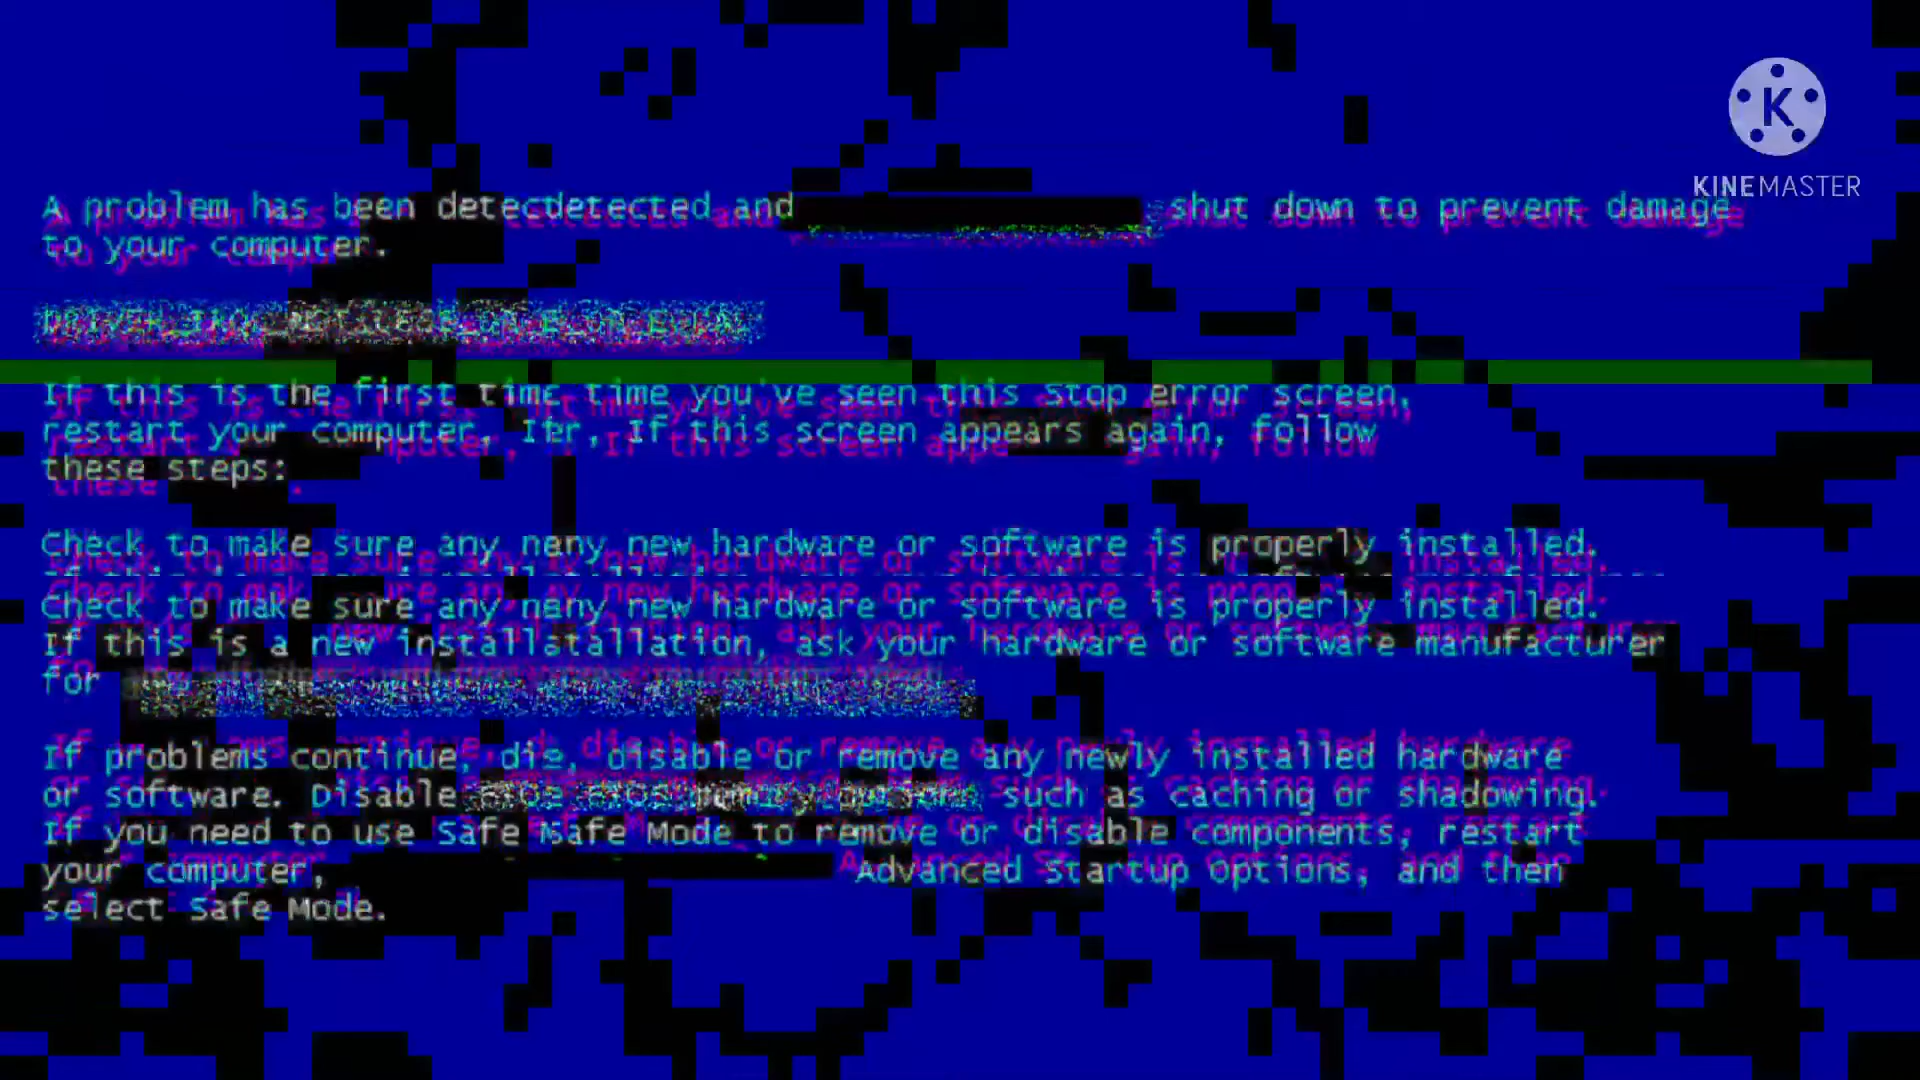 K
KINEMASTER
A problem has been detecdetected and shut down to prevent damage
to your computer.
If this is the first time time you've seen this Stop error screen,
restart your computer, If this screen appears again, follow
these steps:
Check to make sure any nany new hardware or software is properly installed.
Check to make sure any nany new hardware or software is properly installed.
If this is a new installatallation, ask your hardware or software manufacturer
for
If problems continue, die, disable or remove any newly installed hardware
or software. Disable such as caching or shadowing.
If you need to use Safe Mafe Mode to remove or disable components, restart
your computer, Advanced Startup Options, and then
select Safe Mode.